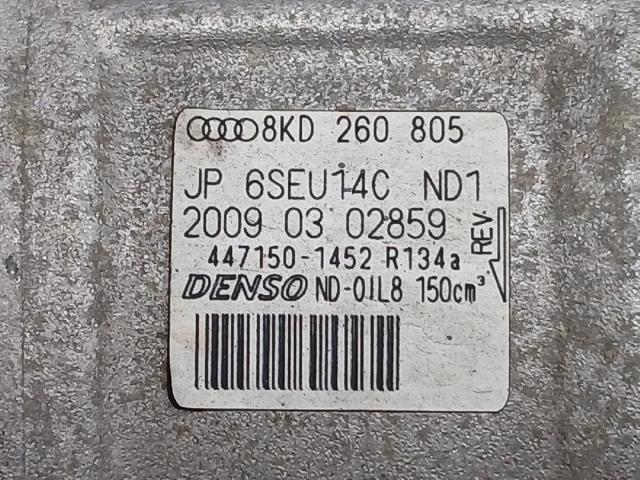 8KD 260 805
JP 6SEU14C ND1
2009 03 02859
REV
447150-1452 R134a
DENSO ND-OIL8 150cm³